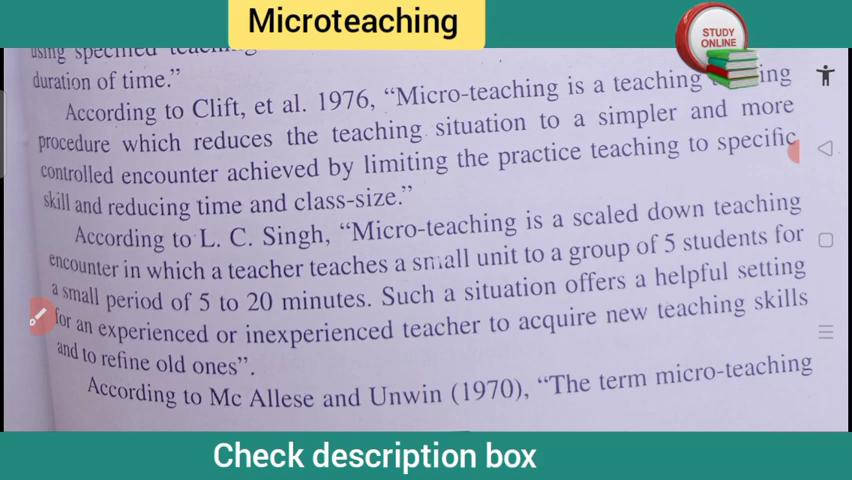 Microteaching
STUDY
ONLINE
using specified
duration of time.”
According to Clift, et al. 1976, “Micro-teaching is a teaching
procedure which reduces the teaching situation to a simpler and more
controlled encounter achieved by limiting the practice teaching to specific
skill and reducing time and class-size.”
According to L. C. Singh, “Micro-teaching is a scaled down teaching
encounter in which a teacher teaches a small unit to a group of 5 students for
a small period of 5 to 20 minutes. Such a situation offers a helpful setting
for an experienced or inexperienced teacher to acquire new teaching skills
and to refine old ones”.
According to Mc Allese and Unwin (1970), “The term micro-teaching
Check description box